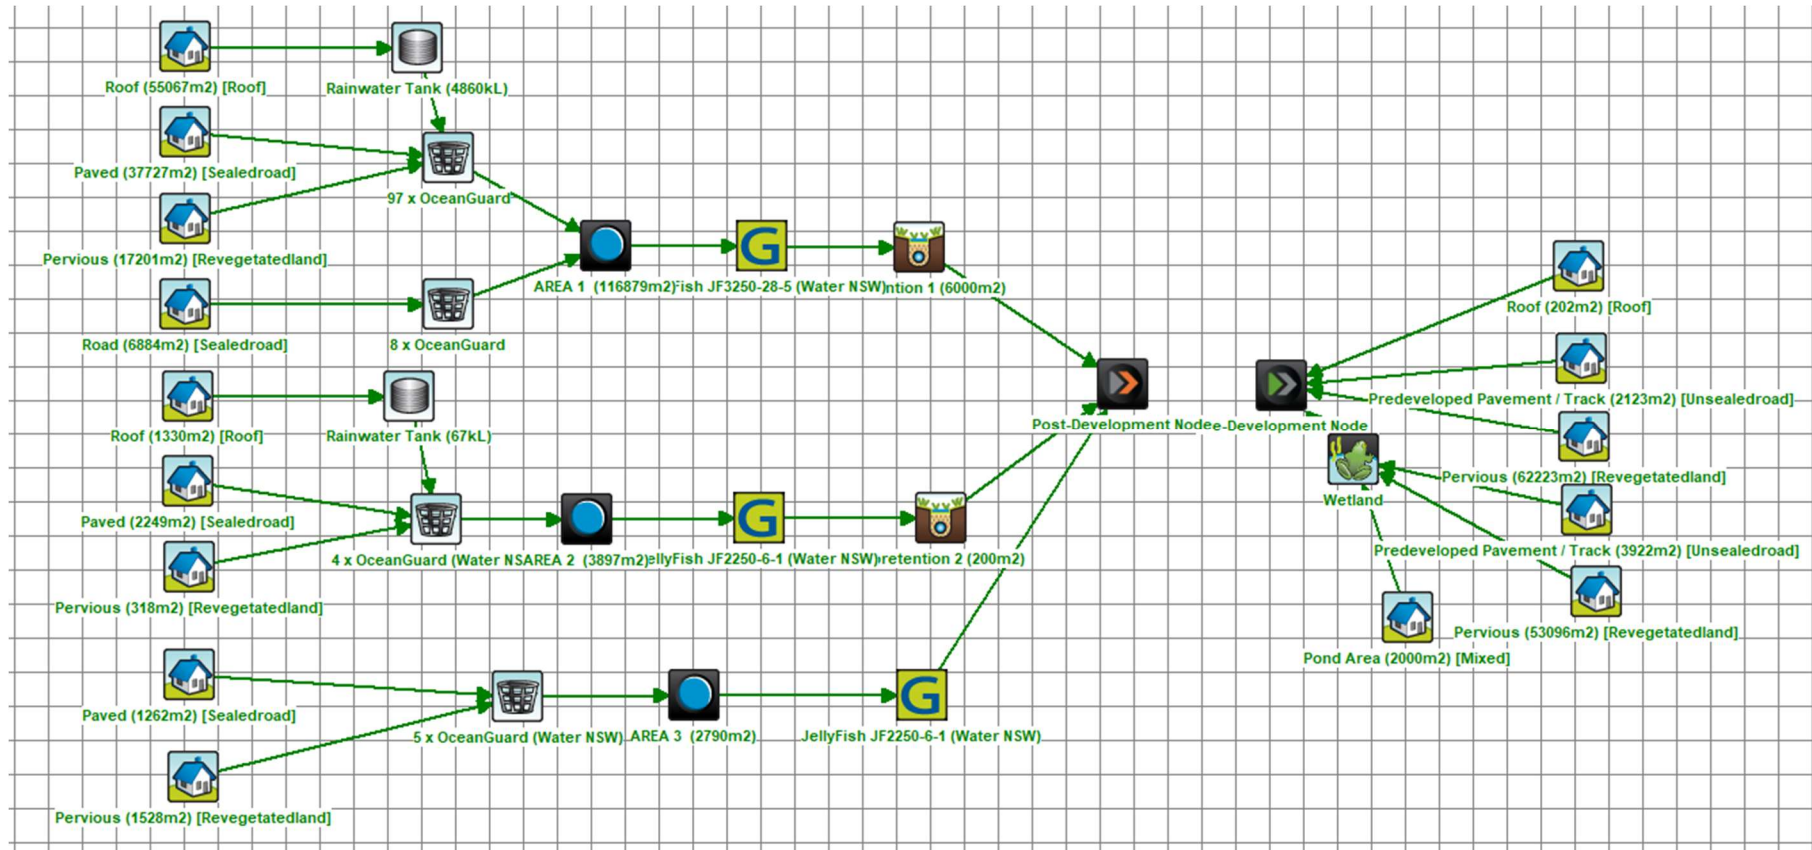 Roof (55067m2) [Roof]
Rainwater Tank (4860kL)
Paved (37727m2) [Sealedroad]
97 x OceanGuard
Pervious (17201m2) [Revegetatedland]
AREA 1 (116879m2)
fish JF3250-28-5 (Water NSW)
ntion 1 (6000m2)
Road (6884m2) [Sealedroad]
8 x OceanGuard
Roof (1330m2) [Roof]
Rainwater Tank (67kL)
Paved (2249m2) [Sealedroad]
4 x OceanGuard (Water NS
AREA 2 (3897m2)
ellyFish JF2250-6-1 (Water NSW)
retention 2 (200m2)
Pervious (318m2) [Revegetatedland]
Paved (1262m2) [Sealedroad]
5 x OceanGuard (Water NSW)
AREA 3 (2790m2)
JellyFish JF2250-6-1 (Water NSW)
Pervious (1528m2) [Revegetatedland]
Post-Development Node
e-Development Node
Roof (202m2) [Roof]
Predeveloped Pavement / Track (2123m2) [Unsealedroad]
Pervious (62223m2) [Revegetatedland]
Wetland
Predeveloped Pavement / Track (3922m2) [Unsealedroad]
Pervious (53096m2) [Revegetatedland]
Pond Area (2000m2) [Mixed]
G
G
G